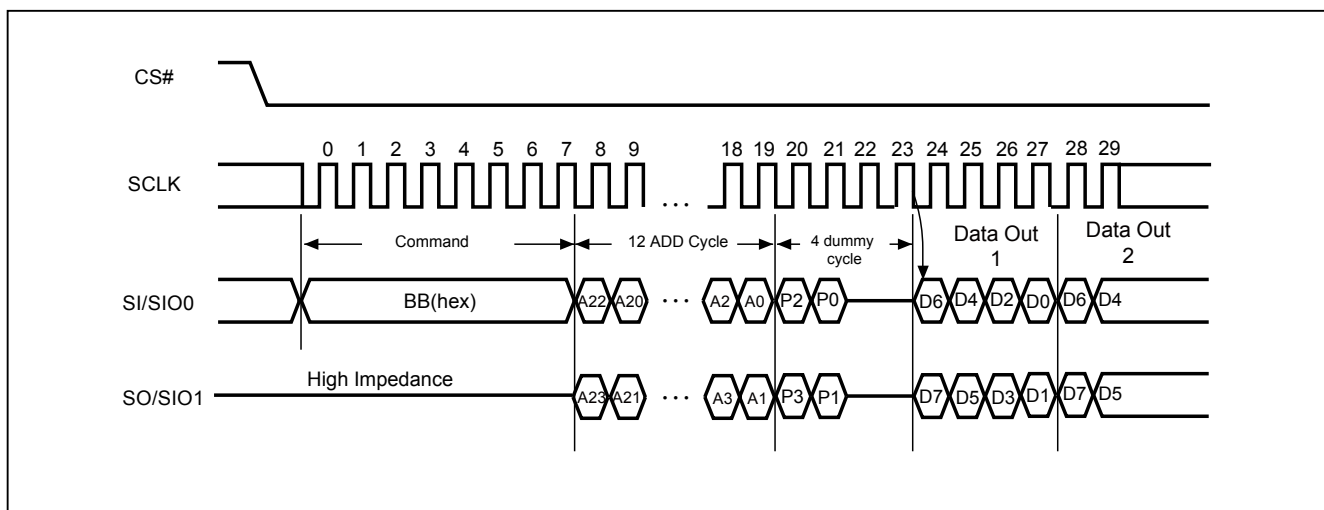 CS#
0 1 2 3 4 5 6 7 8 9 18 19 20 21 22 23 24 25 26 27 28 29
SCLK
...
Command 12 ADD Cycle 4 dummy cycle Data Out 1 Data Out 2
SI/SIO0 BB(hex) A22 A20 ... A2 A0 P2 P0 D6 D4 D2 D0 D6 D4
High Impedance
SO/SIO1 A23 A21 ... A3 A1 P3 P1 D7 D5 D3 D1 D7 D5